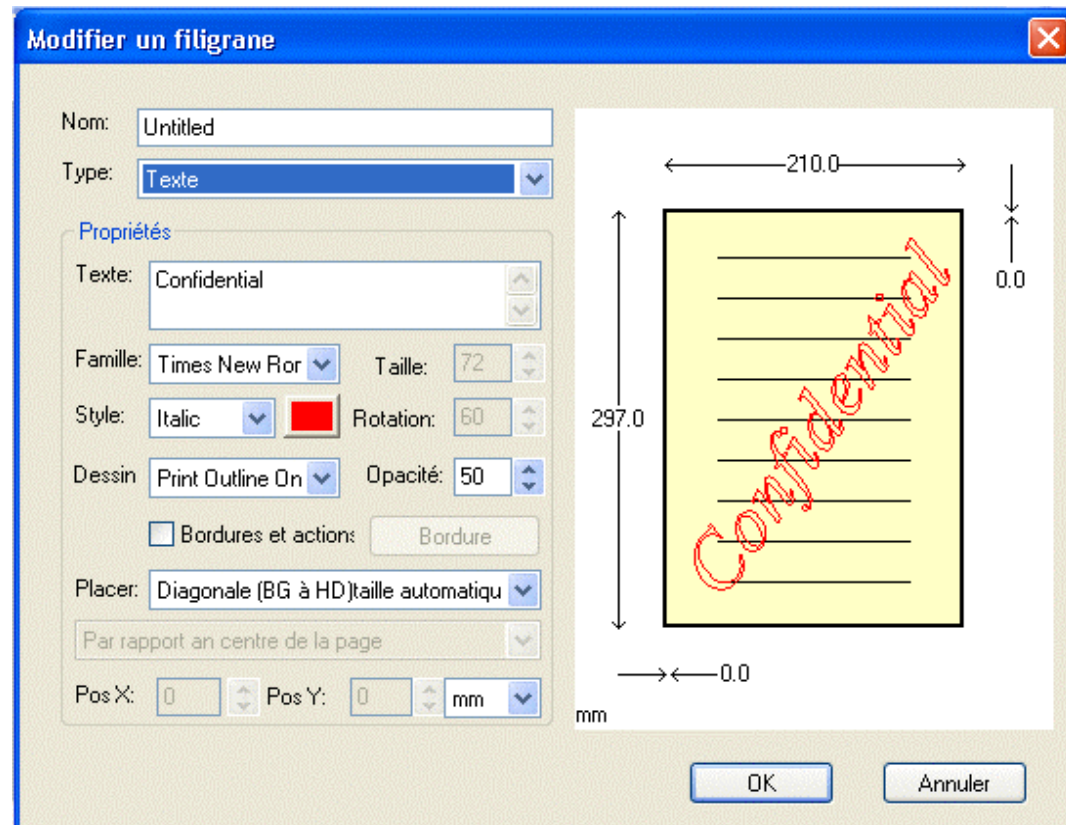 Modifier un filigrane
Nom: Untitled
Type: Texte
Propriétés
Texte: Confidential
Famille: Times New Ror Taille: 72
Style: Italic Rotation: 60
Dessin Print Outline On Opacité: 50
Bordures et actions Bordure
Placer: Diagonale (BG à HD)taille automatiqu
Par rapport an centre de la page
Pos X: 0 Pos Y: 0 mm
210.0
0.0
297.0
Confidential
0.0
mm
OK Annuler